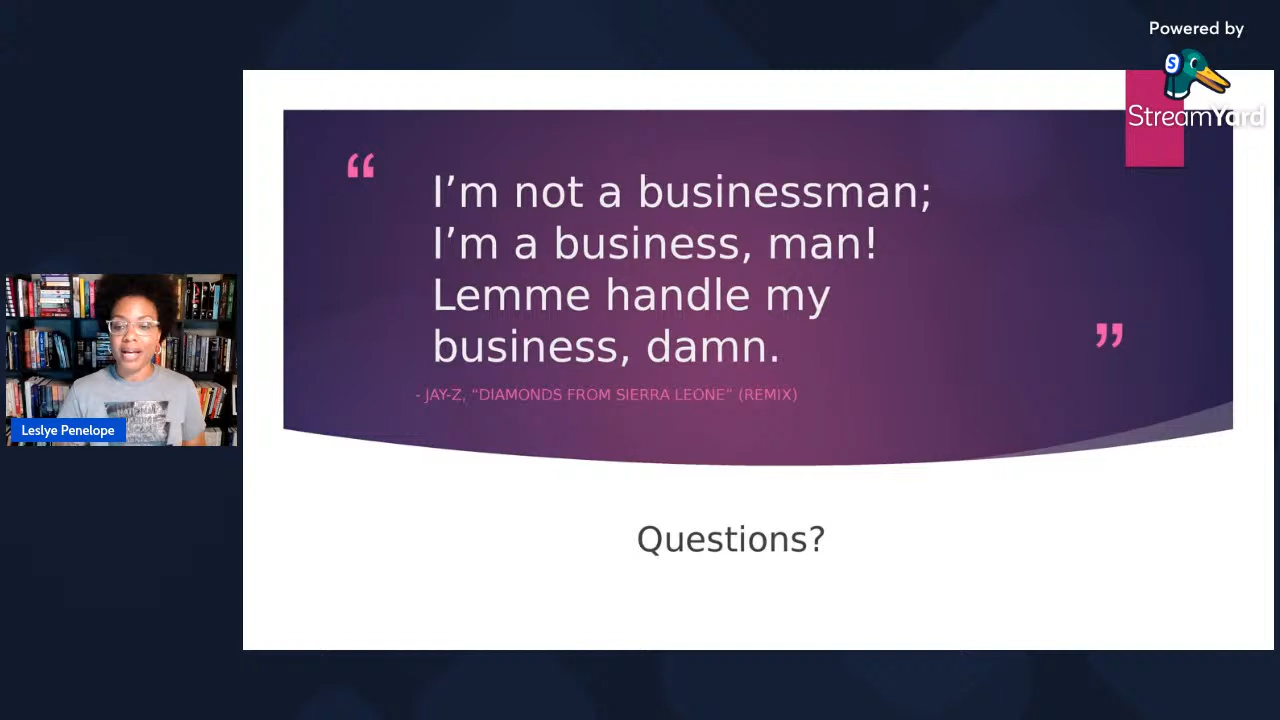 Powered by
StreamYard
“
I’m not a businessman;
I’m a business, man!
Lemme handle my
business, damn.
”
- JAY-Z, “DIAMONDS FROM SIERRA LEONE” (REMIX)
Leslye Penelope
Questions?